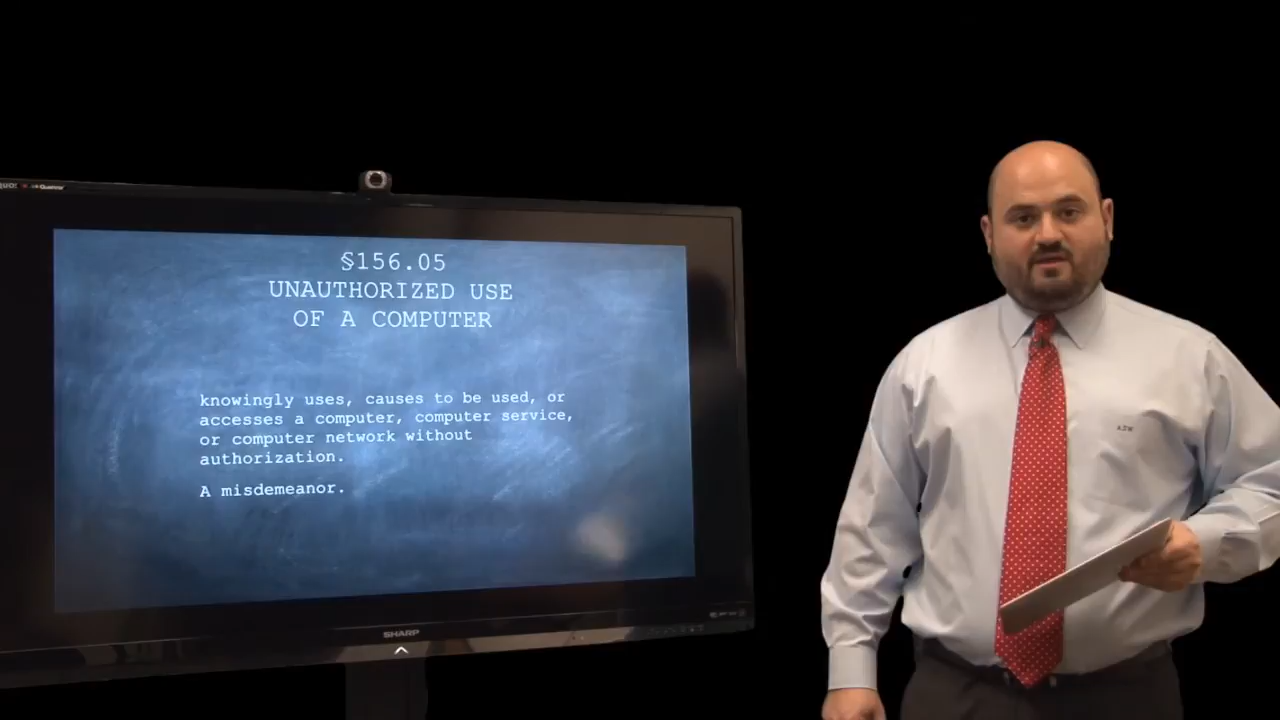 §156.05
UNAUTHORIZED USE
OF A COMPUTER
knowingly uses, causes to be used, or
accesses a computer, computer service,
or computer network without
authorization.
A misdemeanor.
SHARP